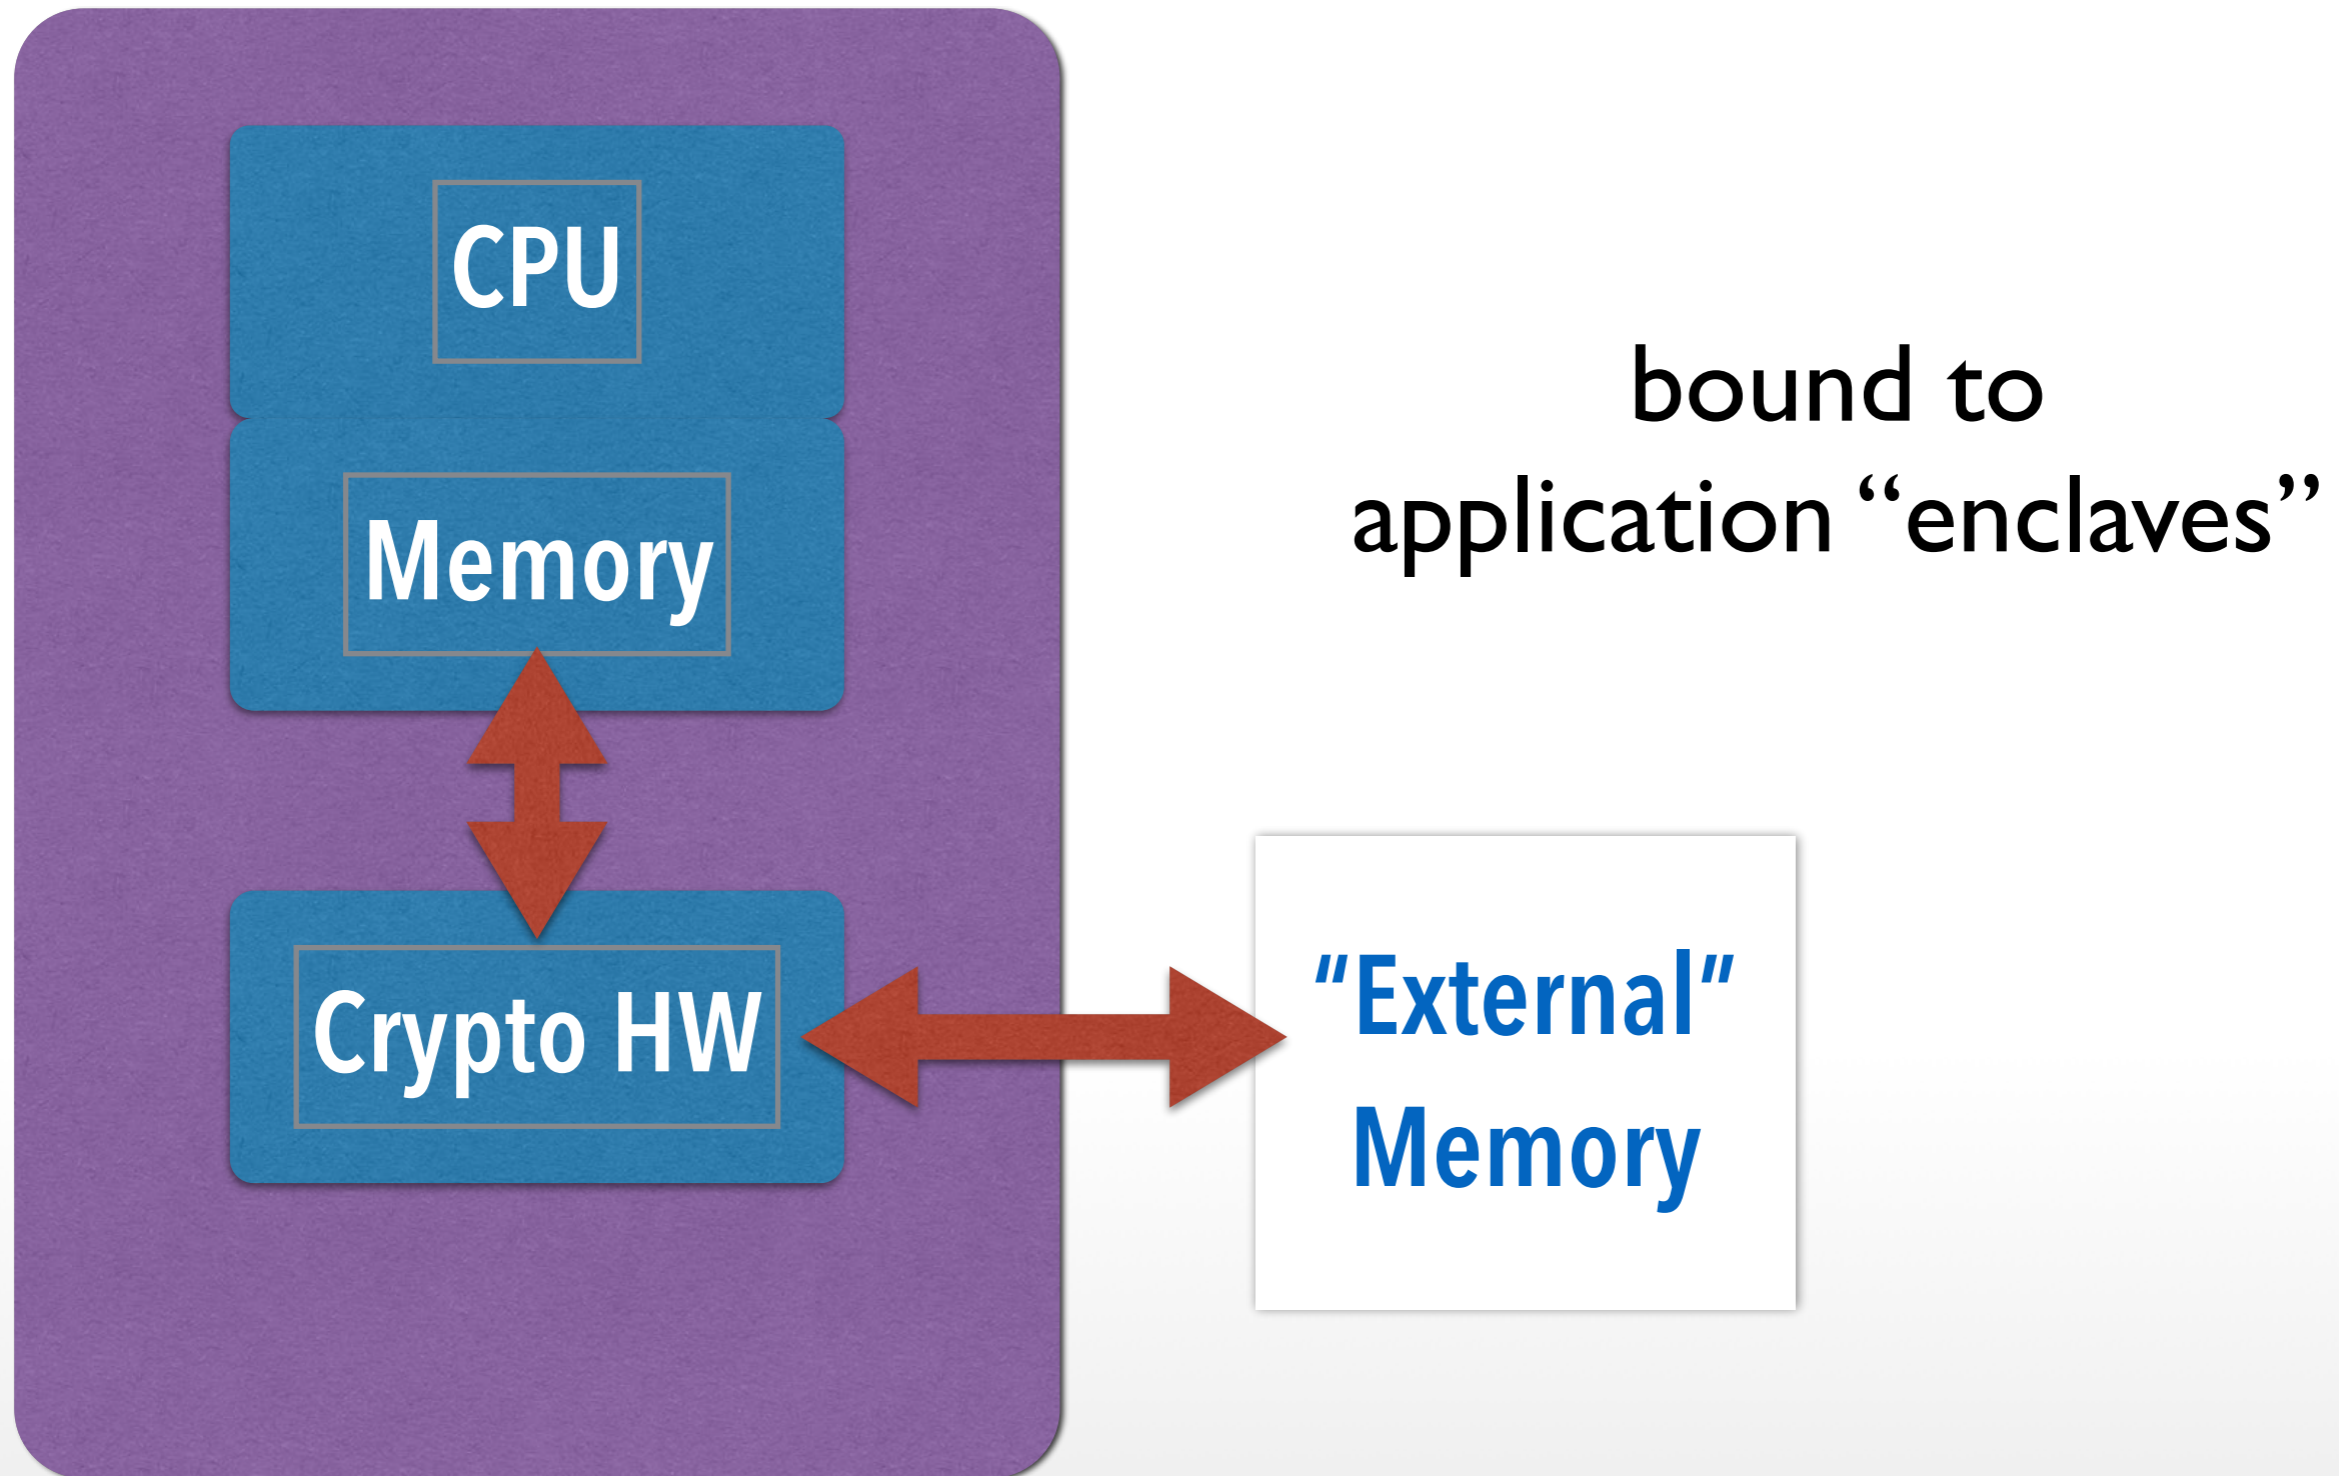 CPU
Memory
Crypto HW
bound to
application “enclaves”
"External"
Memory